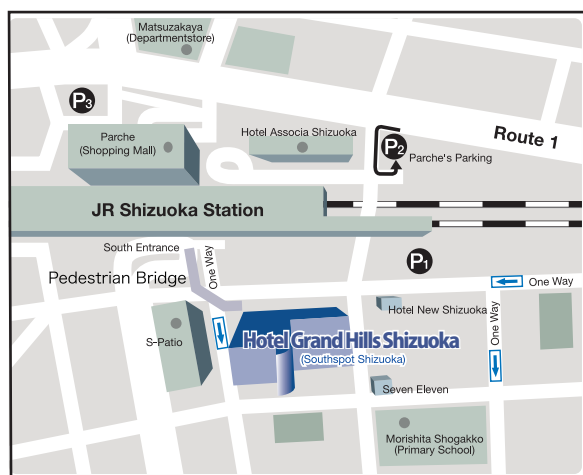 Matsuzakaya
(Departmentstore)
P3
Route 1
Parche
(Shopping Mall)
Hotel Associa Shizuoka
P2
Parche's Parking
JR Shizuoka Station
South Entrance
One Way
P1
Pedestrian Bridge
One Way
Hotel New Shizuoka
One Way
S-Patio
Hotel Grand Hills Shizuoka
(Southspot Shizuoka)
Seven Eleven
Morishita Shogakko
(Primary School)